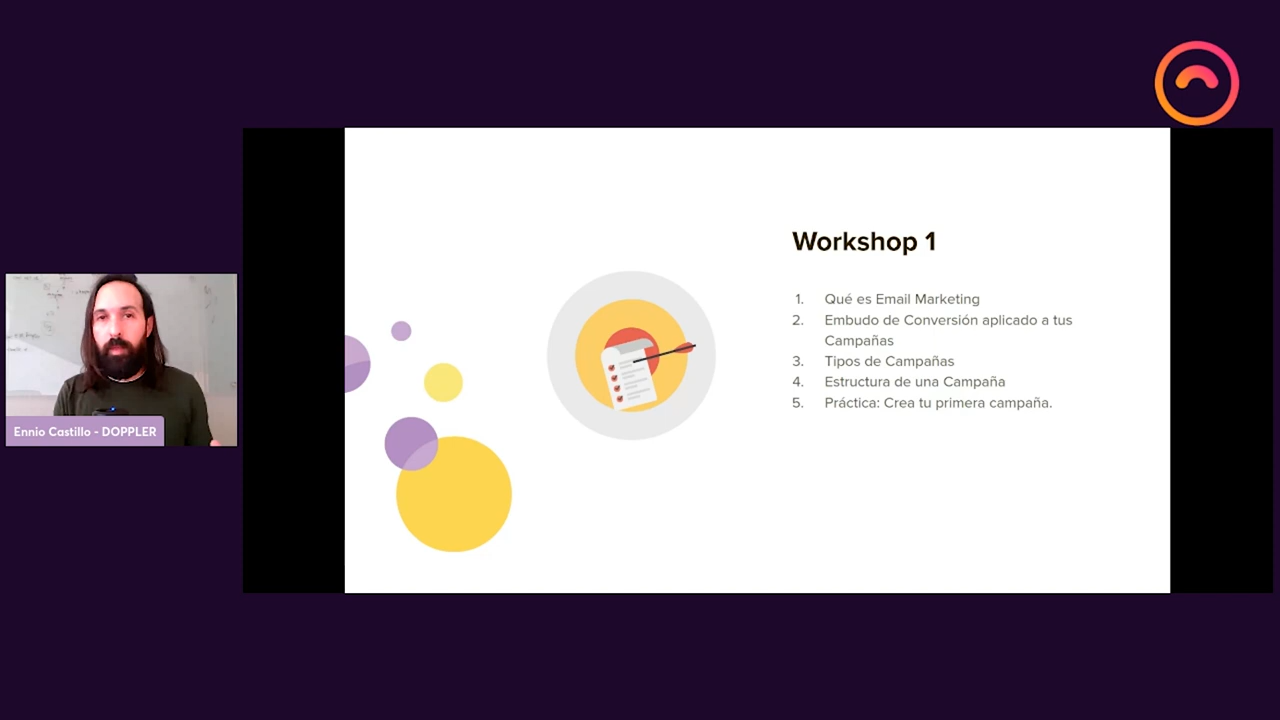 Workshop 1
1. Qué es Email Marketing
2. Embudo de Conversión aplicado a tus
Campañas
3. Tipos de Campañas
4. Estructura de una Campaña
5. Práctica: Crea tu primera campaña.
Ennio Castillo - DOPPLER